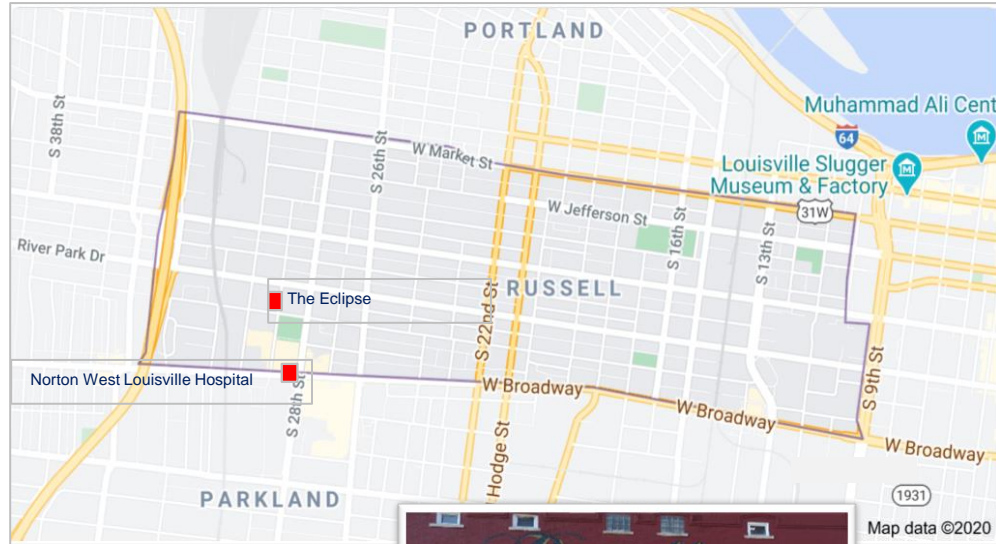 PORTLAND
S 38th St
S 26th St
W Market St
Muhammad Ali Cent
64
Louisville Slugger
Museum & Factory
31W
W Jefferson St
S 16th St
S 13th St
River Park Dr
The Eclipse
RUSSELL
S 22nd St
Norton West Louisville Hospital
S 28th St
W Broadway
W Broadway
S 9th St
W Broadway
Hodge St
PARKLAND
1931
Map data ©2020